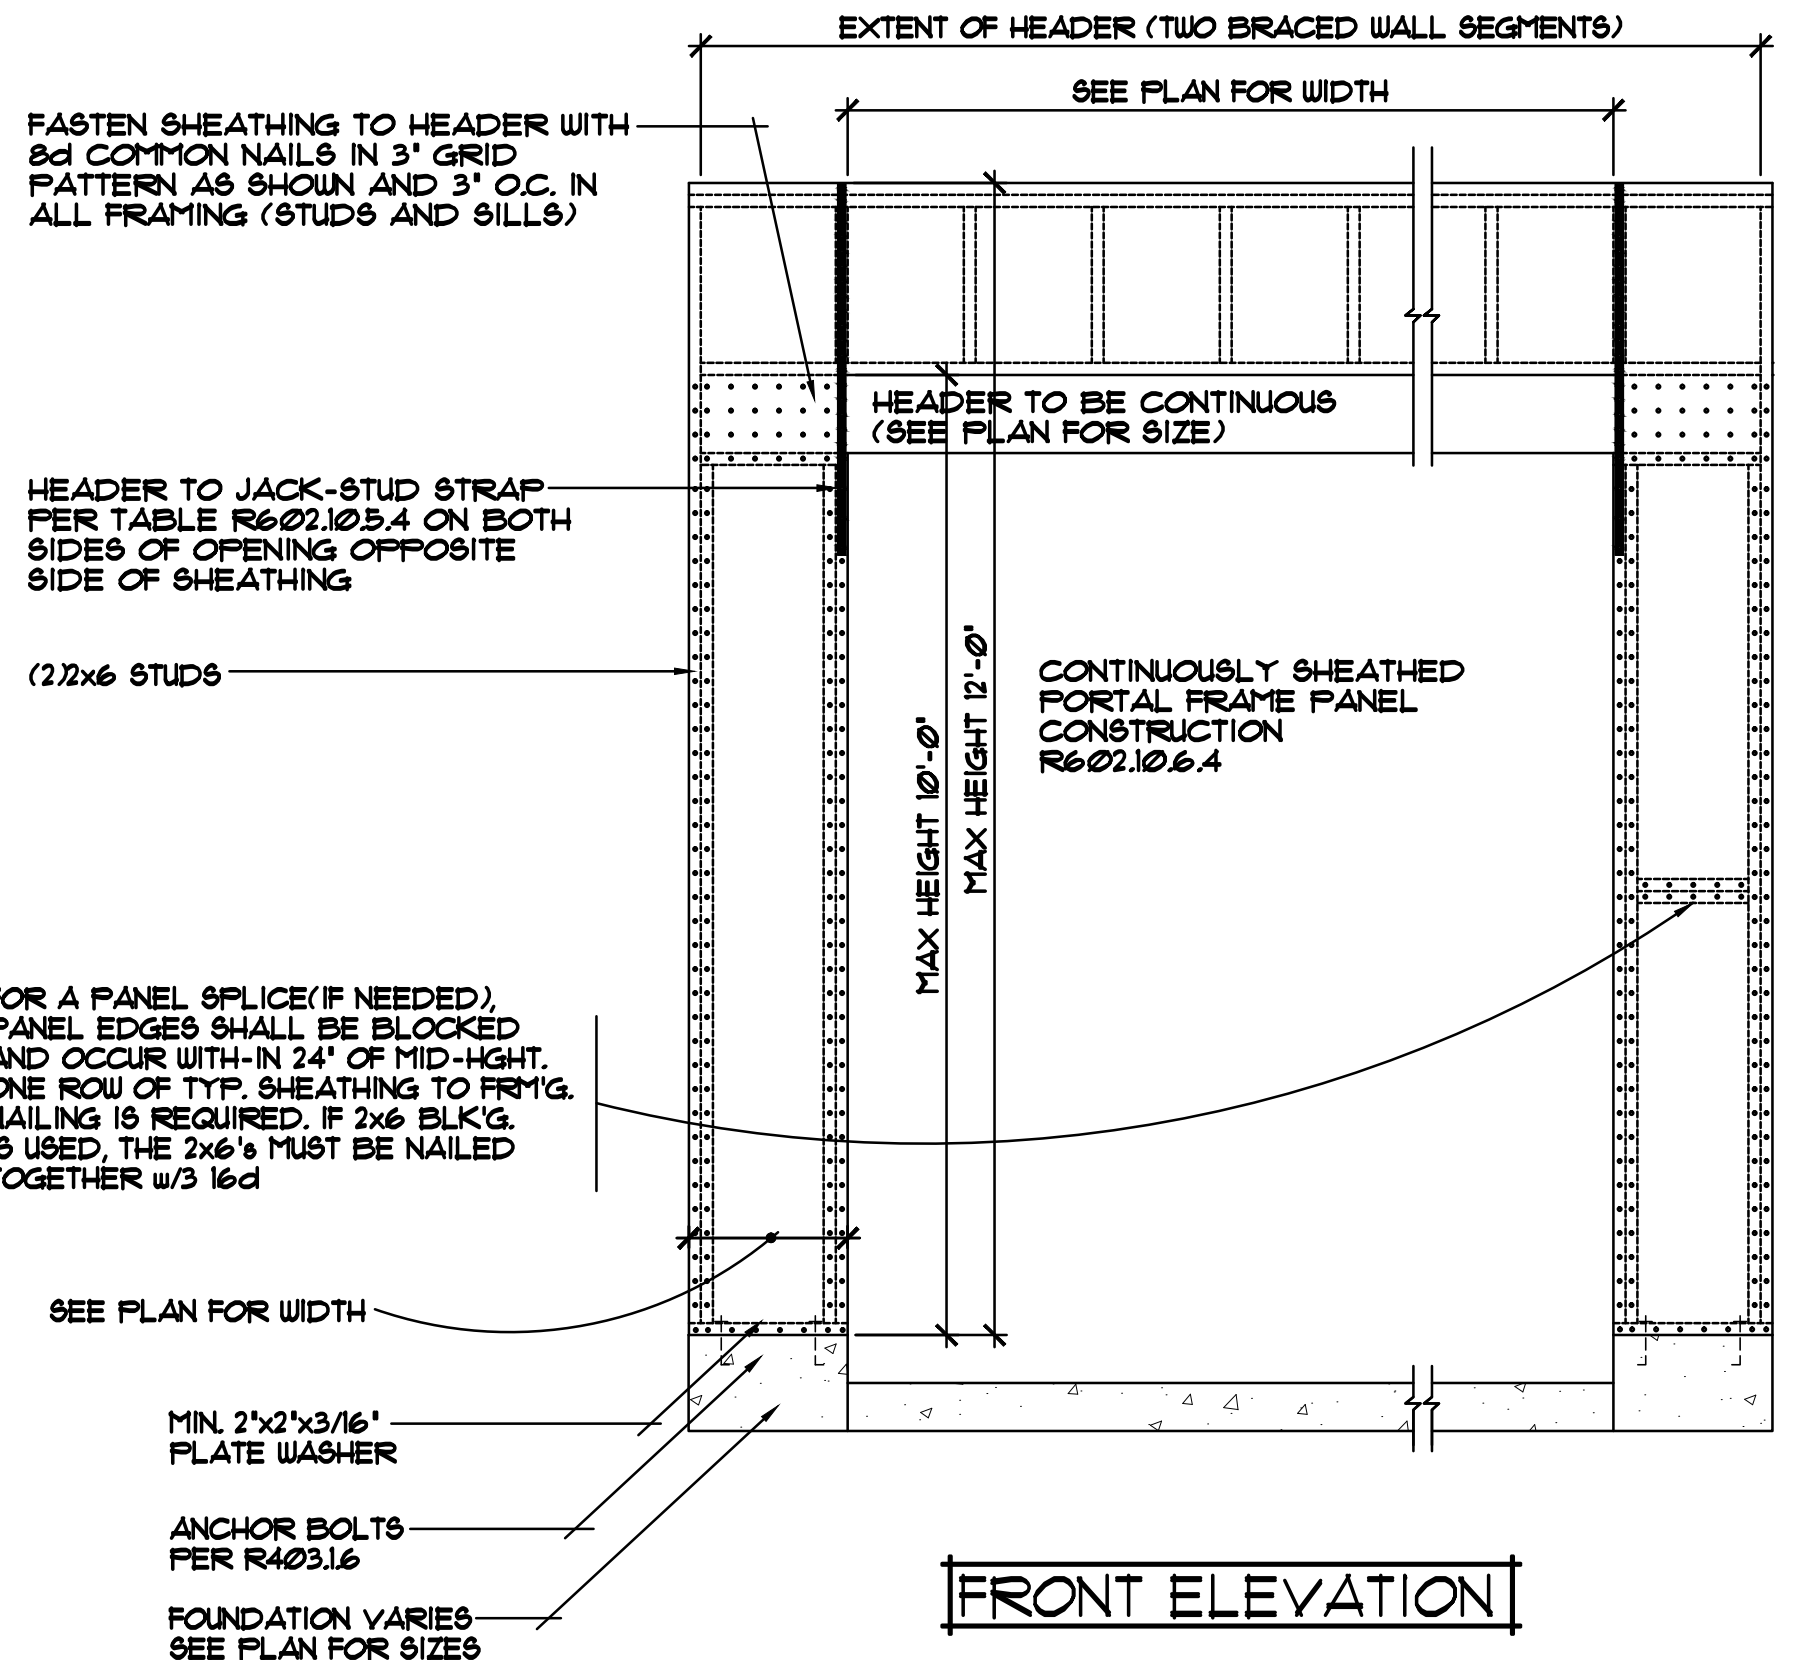 EXTENT OF HEADER (TWO BRACED WALL SEGMENTS)
SEE PLAN FOR WIDTH
FASTEN SHEATHING TO HEADER WITH
8d COMMON NAILS IN 3" GRID
PATTERN AS SHOWN AND 3" O.C. IN
ALL FRAMING (STUDS AND SILLS)
HEADER TO BE CONTINUOUS
(SEE PLAN FOR SIZE)
HEADER TO JACK-STUD STRAP
PER TABLE R602.10.5.4 ON BOTH
SIDES OF OPENING OPPOSITE
SIDE OF SHEATHING
(2)2x6 STUDS
MAX HEIGHT 10'-0"
MAX HEIGHT 12'-0"
CONTINUOUSLY SHEATHED
PORTAL FRAME PANEL
CONSTRUCTION
R602.10.6.4
OR A PANEL SPLICE(IF NEEDED),
PANEL EDGES SHALL BE BLOCKED
AND OCCUR WITH-IN 24" OF MID-HGHT.
ONE ROW OF TYP. SHEATHING TO FRM'G.
NAILING IS REQUIRED. IF 2x6 BLK'G.
S USED, THE 2x6's MUST BE NAILED
OGETHER w/3 16d
SEE PLAN FOR WIDTH
MIN. 2"x2"x3/16"
PLATE WASHER
ANCHOR BOLTS
PER R403.1.6
FOUNDATION VARIES
SEE PLAN FOR SIZES
FRONT ELEVATION